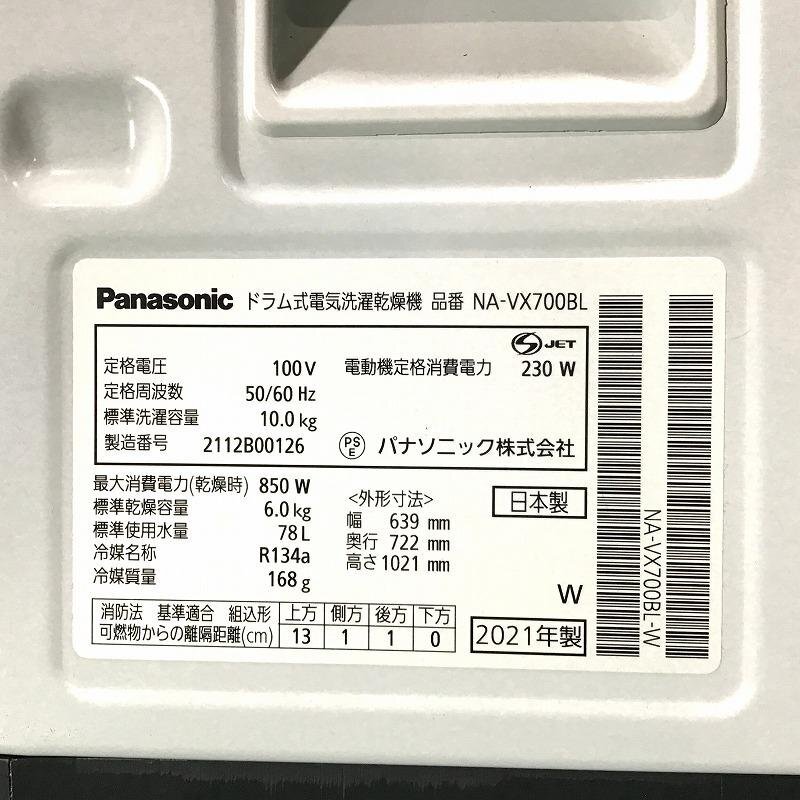 Panasonic ドラム式電気洗濯乾燥機 品番 NA-VX700BL
S JET
定格電圧 100 V 電動機定格消費電力 230 W
定格周波数 50/60 Hz
標準洗濯容量 10.0 kg
製造番号 2112B00126 PSE パナソニック株式会社
最大消費電力(乾燥時) 850 W
標準乾燥容量 6.0 kg
標準使用水量 78 L
冷媒名称 R134a
冷媒質量 168 g
<外形寸法>
幅 639 mm
奥行 722 mm
高さ 1021 mm
日本製
W
消防法 基準適合 組込形 上方 側方 後方 下方
可燃物からの離隔距離(cm) 13 1 1 0
2021年製
NA-VX700BL-W